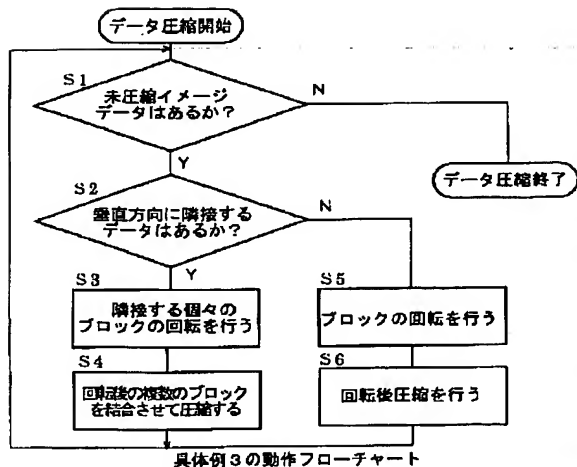 データ圧縮開始
S1
未圧縮イメージ
データはあるか?
N
Y
データ圧縮終了
S2
垂直方向に隣接する
データはあるか?
N
Y
S3
隣接する個々の
ブロックの回転を行う
S5
ブロックの回転を行う
S4
回転後の複数のブロック
を結合させて圧縮する
S6
回転後圧縮を行う
具体例3の動作フローチャート